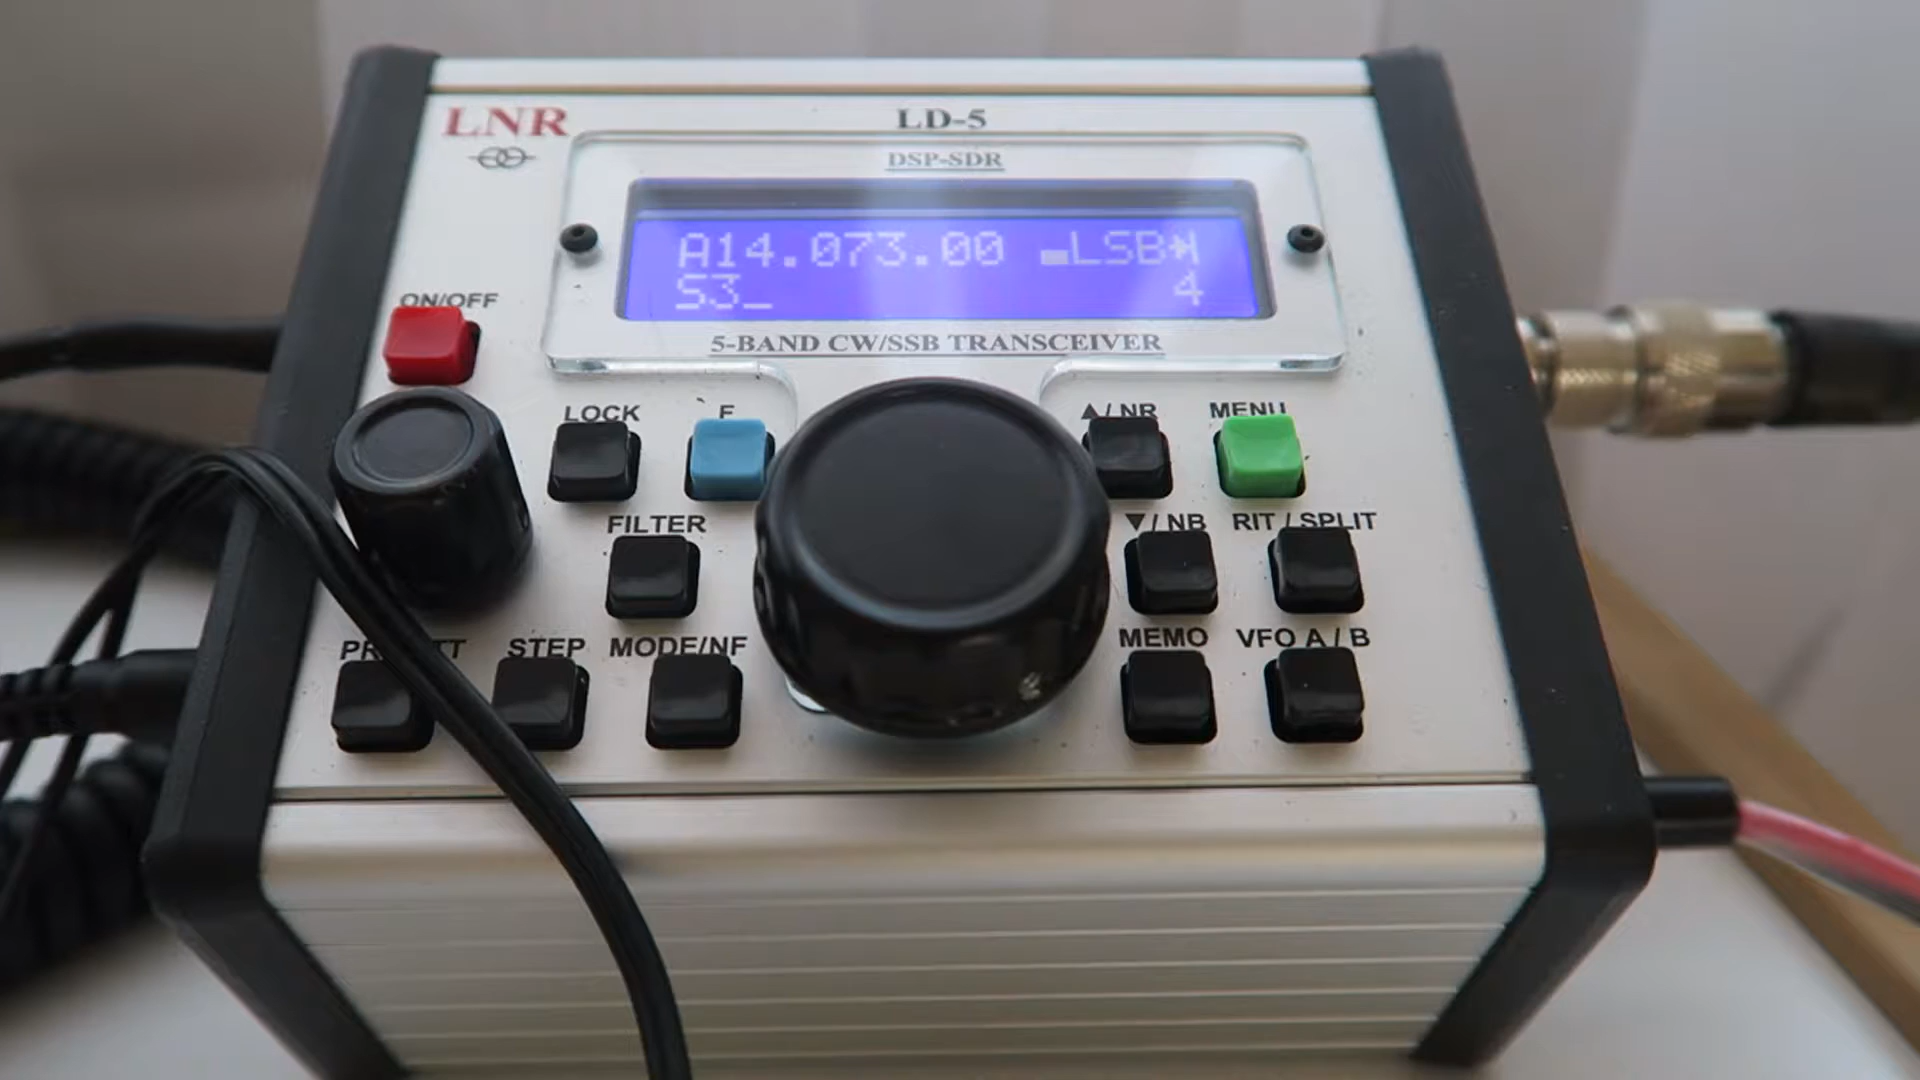 LNR
LD-5
DSP-SDR
A14.073.00 LSB
S3_ 4
5-BAND CW/SSB TRANSCEIVER
ON/OFF
LOCK F ▲/NR MENU
FILTER ▼/NB RIT / SPLIT
STEP MODE/NF MEMO VFO A / B